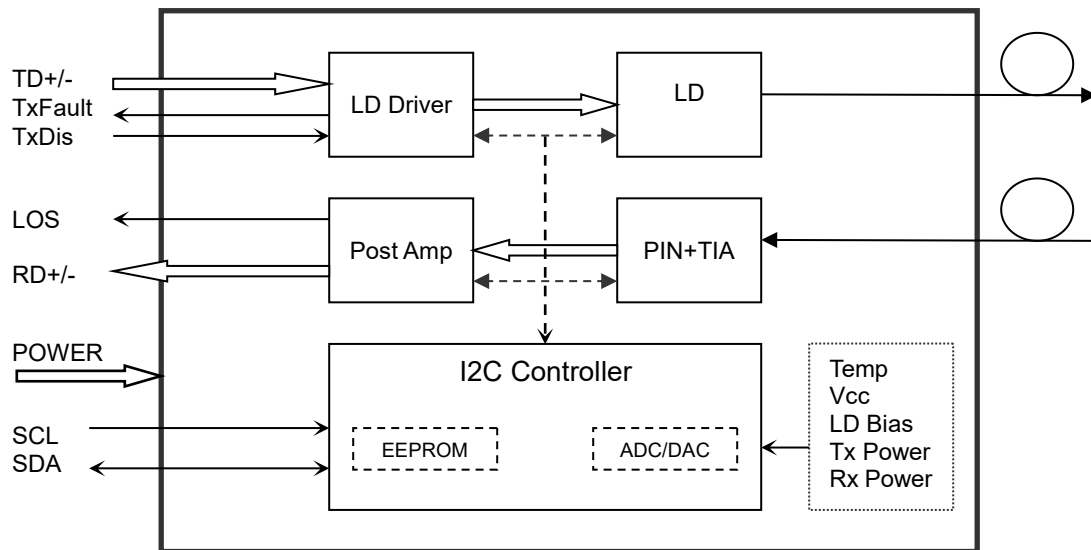 TD+/-
TxFault
TxDis
LD Driver
LD
LOS
RD+/-
Post Amp
PIN+TIA
POWER
SCL
SDA
I2C Controller
EEPROM
ADC/DAC
Temp
Vcc
LD Bias
Tx Power
Rx Power